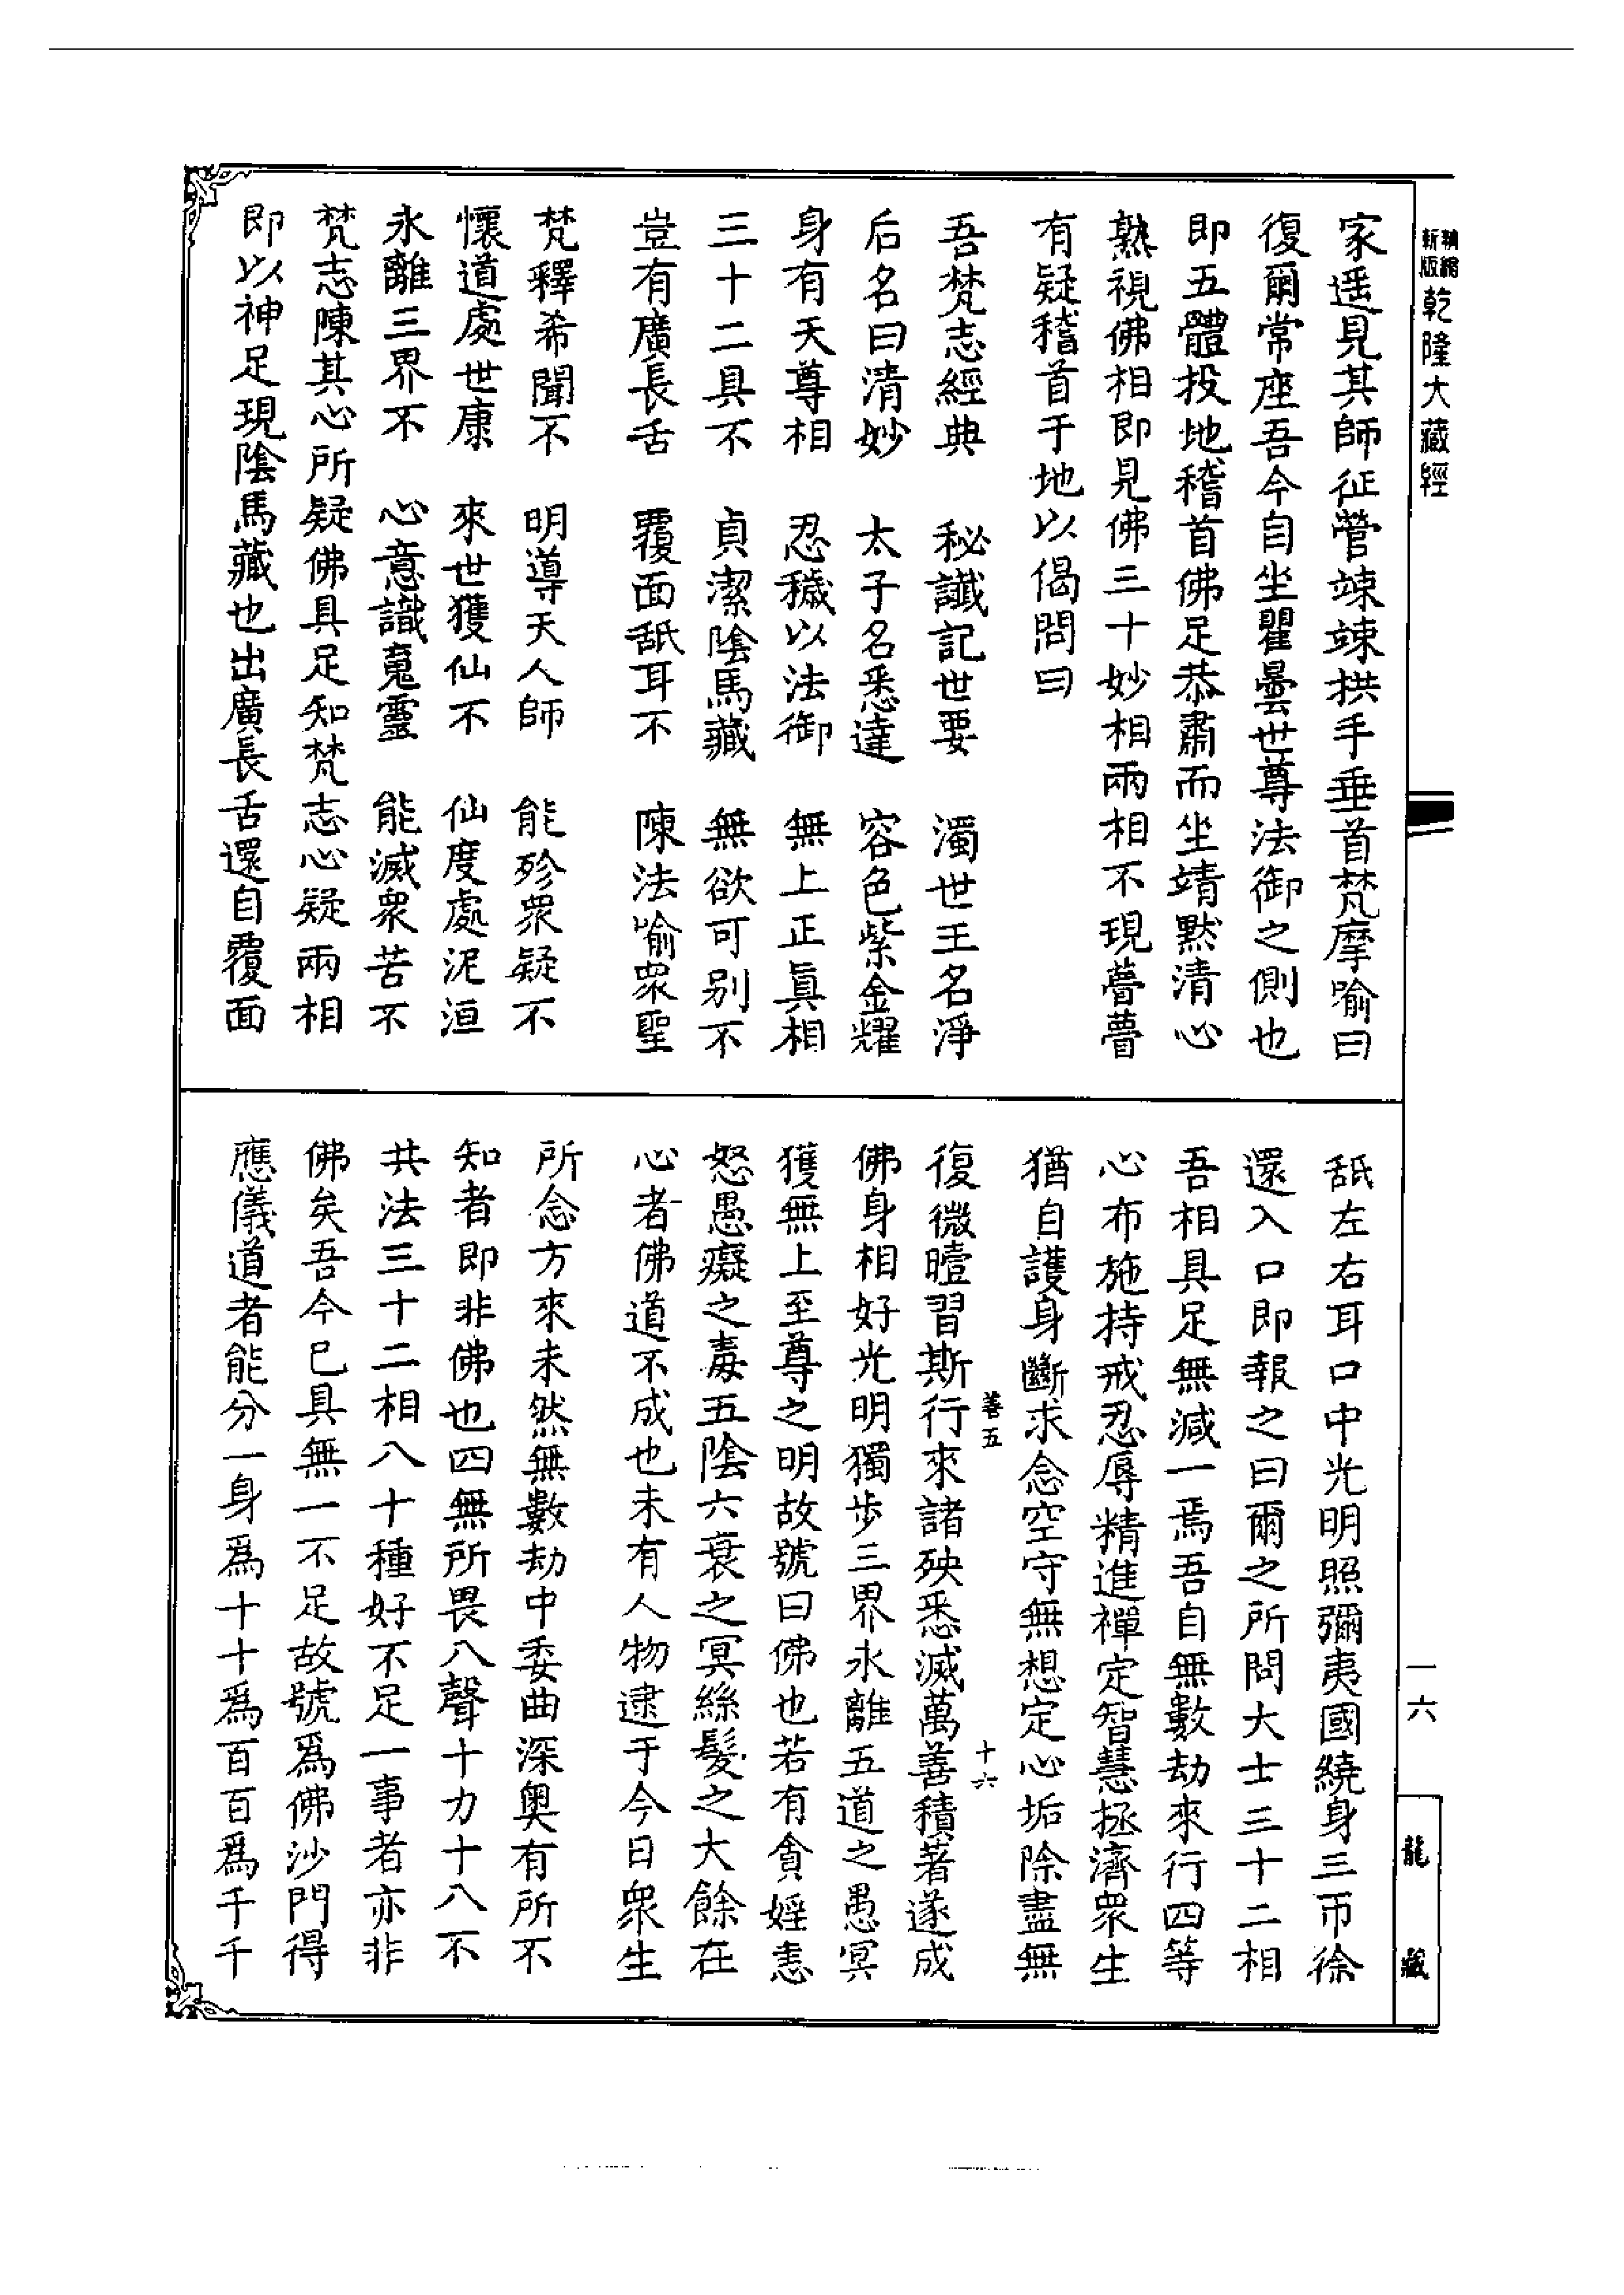 新縮
版
乾隆大藏經
家遥見其師征營竦竦拱手垂首梵摩喻曰
復爾常座吾今自坐瞿曇世尊法御之側也
即五體投地稽首佛足恭肅而坐靖默清心
熟視佛相即見佛三十妙相兩相不現瞢瞢
有疑稽首于地以偈問曰
吾梵志經典　祕讖記世要　濁世王名淨
后名曰清妙　太子名悉達　容色紫金耀
身有天尊相　忍穢以法御　無上正眞相
三十二具不　貞潔陰馬藏　無欲可别不
豈有廣長舌　覆面舐耳不　陳法喻衆聖
梵釋希聞不　明導天人師　能殄衆疑不
懷道處世康　來世獲仙不　仙度處泥洹
永離三界不　心意識䰟靈　能滅衆苦不
梵志陳其心所疑佛具足知梵志心疑兩相
即以神足現陰馬藏也出廣長舌還自覆面
舐左右耳口中光明照彌夷國繞身三帀徐
還入口即報之曰爾之所問大士三十二相
吾相具足無減一焉吾自無數劫來行四等
心布施持戒忍辱精進禪定智慧拯濟衆生
猶自護身斷求念空守無想定心垢除盡無
善五
十六
復微曀習斯行來諸殃悉滅萬善積著遂成
佛身相好光明獨步三界永離五道之愚冥
獲無上至尊之明故號曰佛也若有貪婬恚
怒愚癡之毒五陰六衰之冥絲髮之大餘在
心者佛道不成也未有人物逮于今日衆生
所念方來未然無數劫中委曲深奥有所不
知者即非佛也四無所畏八聲十力十八不
共法三十二相八十種好不足一事者亦非
佛矣吾今已具無一不足故號爲佛沙門得
應儀道者能分一身爲十十爲百百爲千千
一六
龍
藏